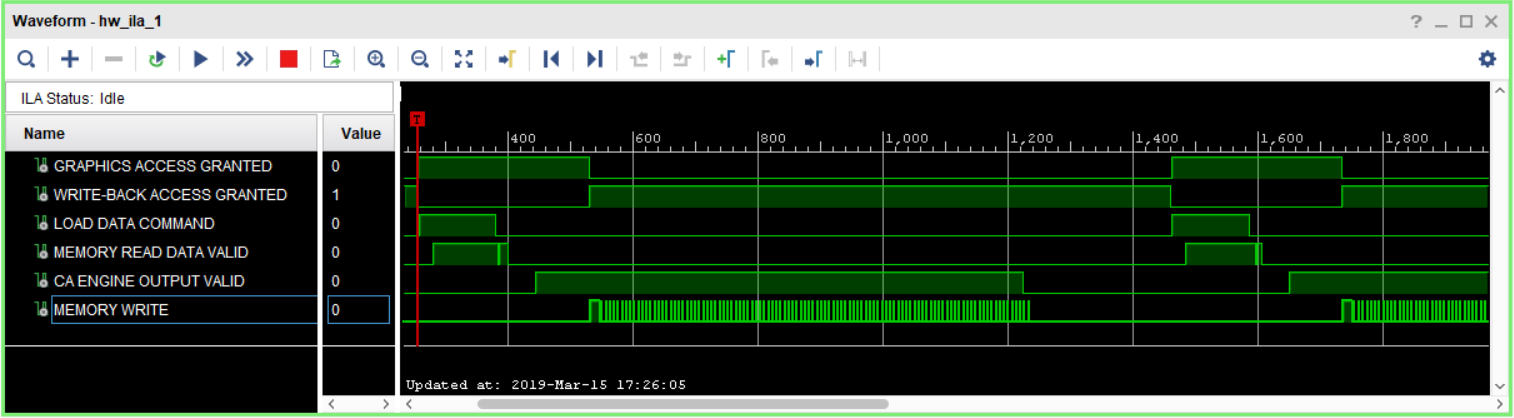 Waveform - hw_ila_1
?
ILA Status: Idle
Name Value
T
400 600 800 1,000 1,200 1,400 1,600 1,800
GRAPHICS ACCESS GRANTED 0
WRITE-BACK ACCESS GRANTED 1
LOAD DATA COMMAND 0
MEMORY READ DATA VALID 0
CA ENGINE OUTPUT VALID 0
MEMORY WRITE 0
Updated at: 2019-Mar-15 17:26:05